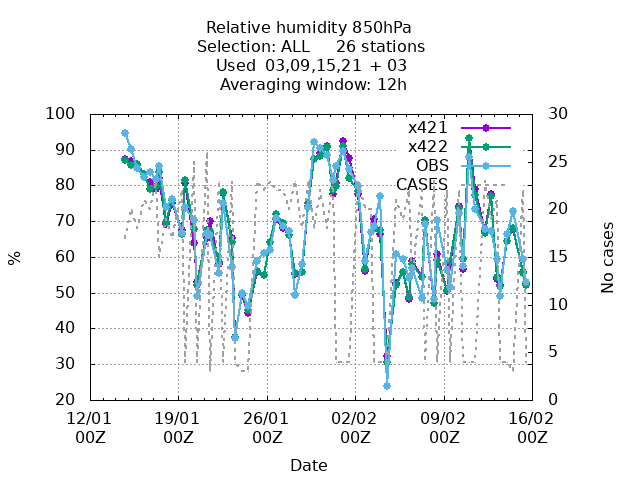 Relative humidity 850hPa
Selection: ALL 26 stations
Used 03,09,15,21 + 03
Averaging window: 12h
100
90
80
70
60
50
40
30
20
30
25
20
15
10
5
0
x421
x422
OBS
CASES
%
No cases
12/01 19/01 26/01 02/02 09/02 16/02
00Z 00Z 00Z 00Z 00Z 00Z
Date